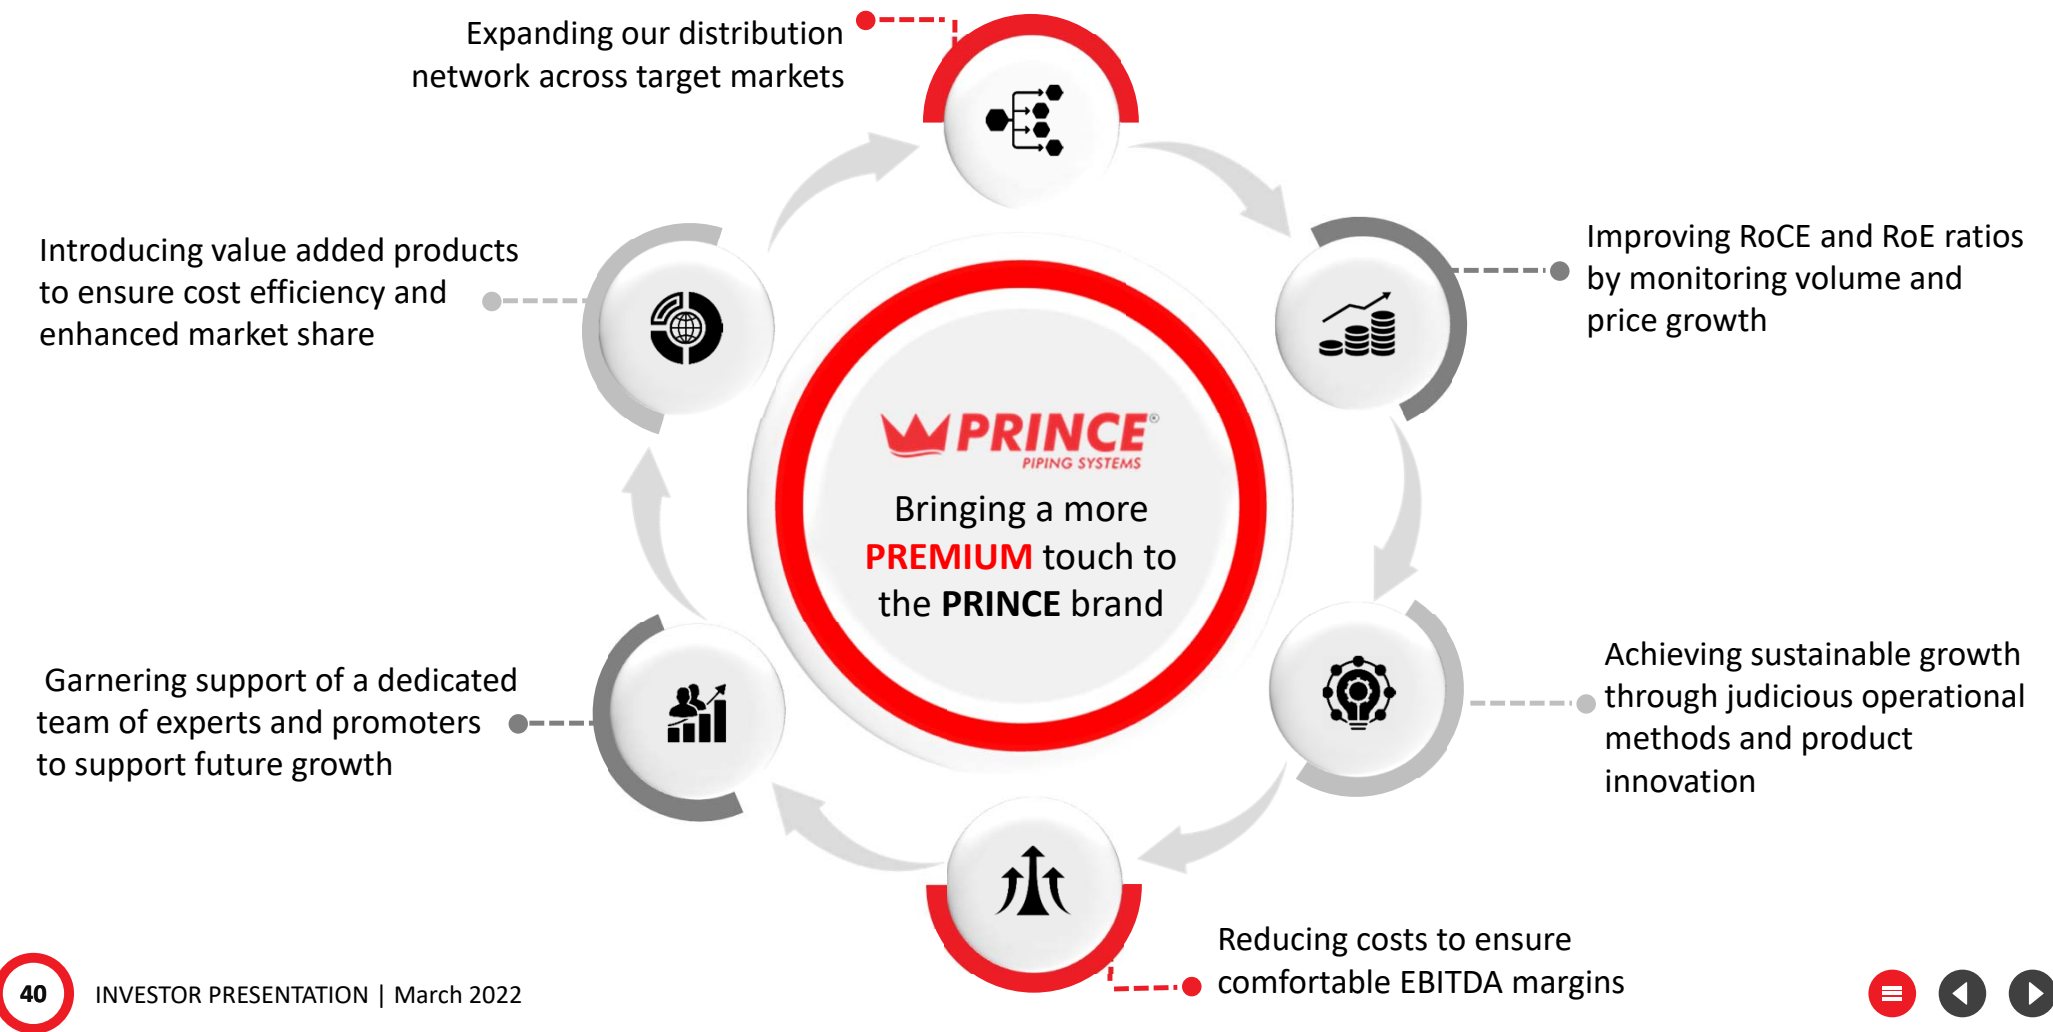 Expanding our distribution
network across target markets
Introducing value added products
to ensure cost efficiency and
enhanced market share
Improving RoCE and RoE ratios
by monitoring volume and
price growth
PRINCE®
PIPING SYSTEMS
Bringing a more
PREMIUM touch to
the PRINCE brand
Garnering support of a dedicated
team of experts and promoters
to support future growth
Achieving sustainable growth
through judicious operational
methods and product
innovation
Reducing costs to ensure
comfortable EBITDA margins
40 INVESTOR PRESENTATION | March 2022